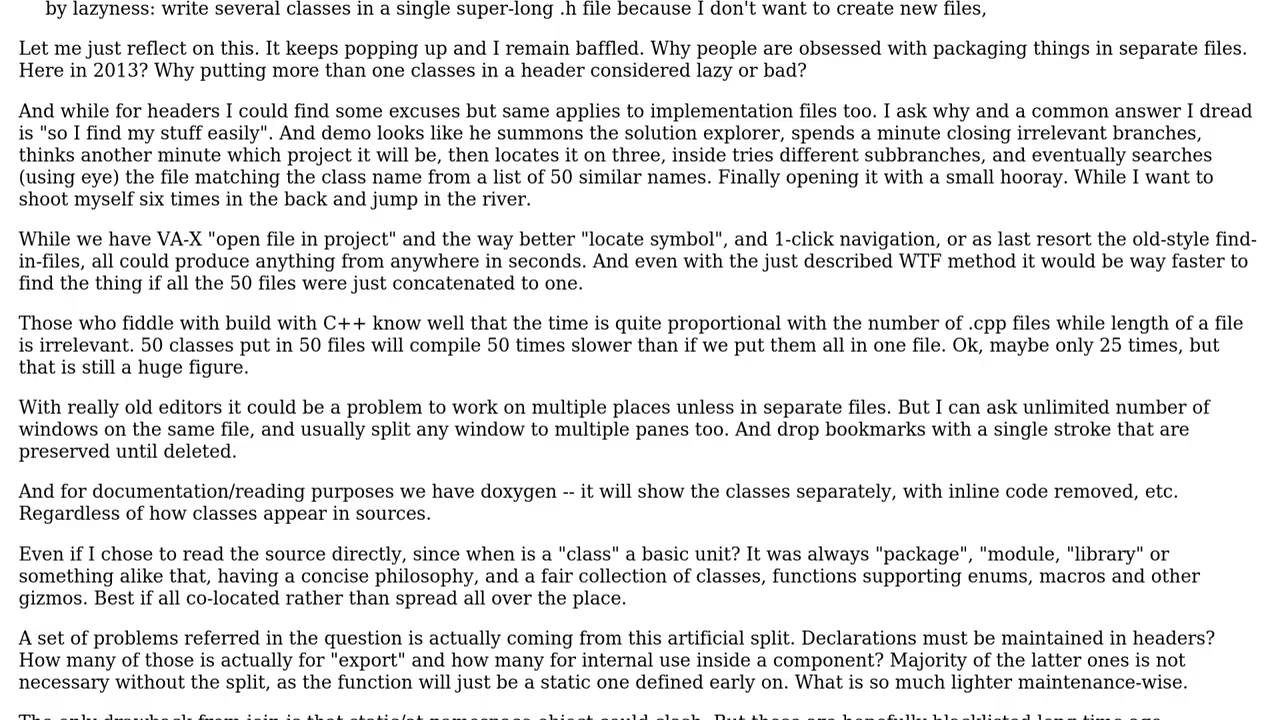 by lazyness: write several classes in a single super-long .h file because I don't want to create new files,
Let me just reflect on this. It keeps popping up and I remain baffled. Why people are obsessed with packaging things in separate files.
Here in 2013? Why putting more than one classes in a header considered lazy or bad?
And while for headers I could find some excuses but same applies to implementation files too. I ask why and a common answer I dread
is "so I find my stuff easily". And demo looks like he summons the solution explorer, spends a minute closing irrelevant branches,
thinks another minute which project it will be, then locates it on three, inside tries different subbranches, and eventually searches
(using eye) the file matching the class name from a list of 50 similar names. Finally opening it with a small hooray. While I want to
shoot myself six times in the back and jump in the river.
While we have VA-X "open file in project" and the way better "locate symbol", and 1-click navigation, or as last resort the old-style find-
in-files, all could produce anything from anywhere in seconds. And even with the just described WTF method it would be way faster to
find the thing if all the 50 files were just concatenated to one.
Those who fiddle with build with C++ know well that the time is quite proportional with the number of .cpp files while length of a file
is irrelevant. 50 classes put in 50 files will compile 50 times slower than if we put them all in one file. Ok, maybe only 25 times, but
that is still a huge figure.
With really old editors it could be a problem to work on multiple places unless in separate files. But I can ask unlimited number of
windows on the same file, and usually split any window to multiple panes too. And drop bookmarks with a single stroke that are
preserved until deleted.
And for documentation/reading purposes we have doxygen -- it will show the classes separately, with inline code removed, etc.
Regardless of how classes appear in sources.
Even if I chose to read the source directly, since when is a "class" a basic unit? It was always "package", "module, "library" or
something alike that, having a concise philosophy, and a fair collection of classes, functions supporting enums, macros and other
gizmos. Best if all co-located rather than spread all over the place.
A set of problems referred in the question is actually coming from this artificial split. Declarations must be maintained in headers?
How many of those is actually for "export" and how many for internal use inside a component? Majority of the latter ones is not
necessary without the split, as the function will just be a static one defined early on. What is so much lighter maintenance-wise.